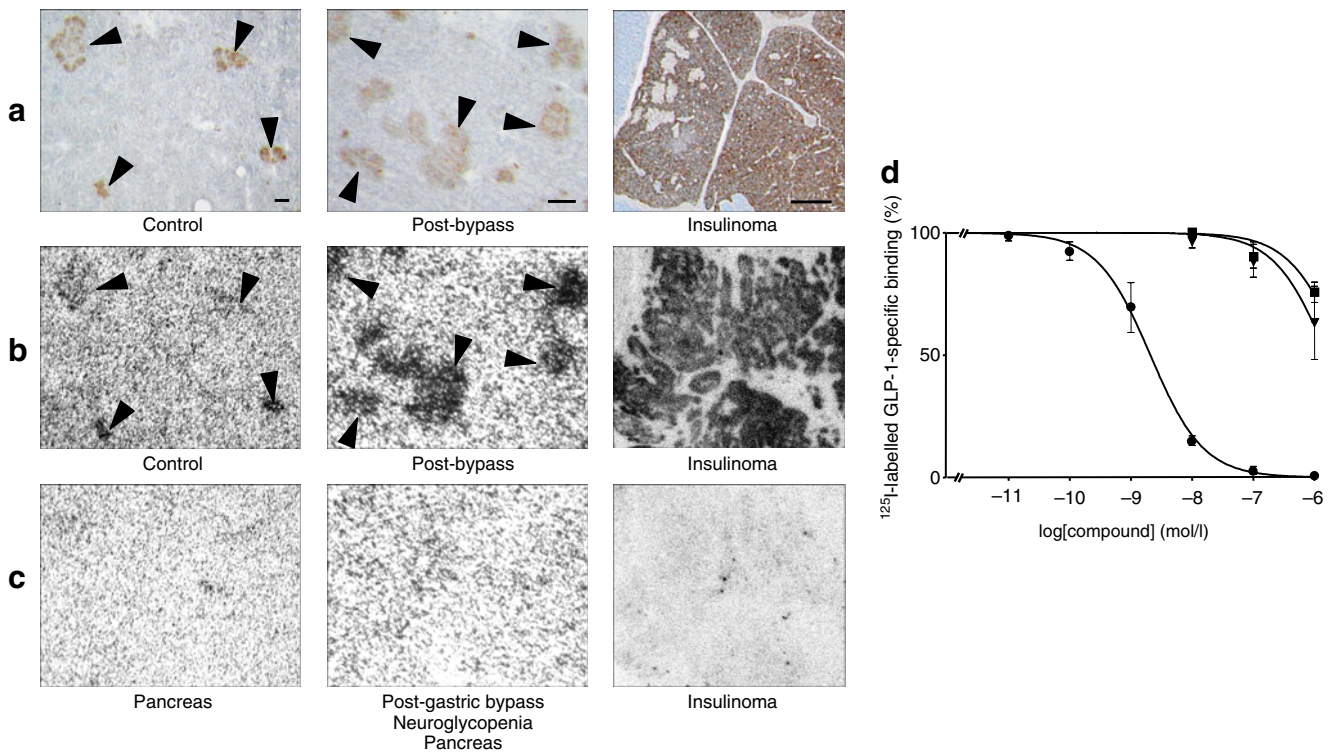 a
Control
Post-bypass
Insulinoma
b
Control
Post-bypass
Insulinoma
c
Pancreas
Post-gastric bypass
Neuroglycopenia
Pancreas
Insulinoma
d
125I-labelled GLP-1-specific binding (%)
100
50
0
–11
–10
–9
–8
–7
–6
log[compound] (mol/l)